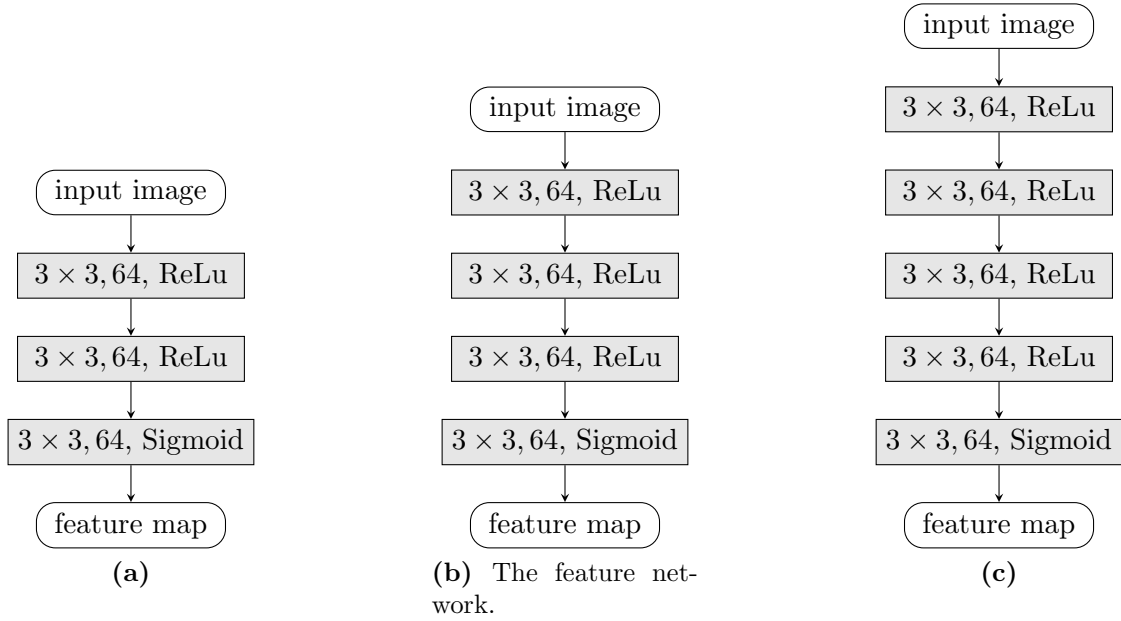 input image
3 × 3, 64, ReLu
3 × 3, 64, ReLu
3 × 3, 64, Sigmoid
feature map
(a)
input image
3 × 3, 64, ReLu
3 × 3, 64, ReLu
3 × 3, 64, ReLu
3 × 3, 64, Sigmoid
feature map
(b) The feature net-
work.
input image
3 × 3, 64, ReLu
3 × 3, 64, ReLu
3 × 3, 64, ReLu
3 × 3, 64, ReLu
3 × 3, 64, Sigmoid
feature map
(c)